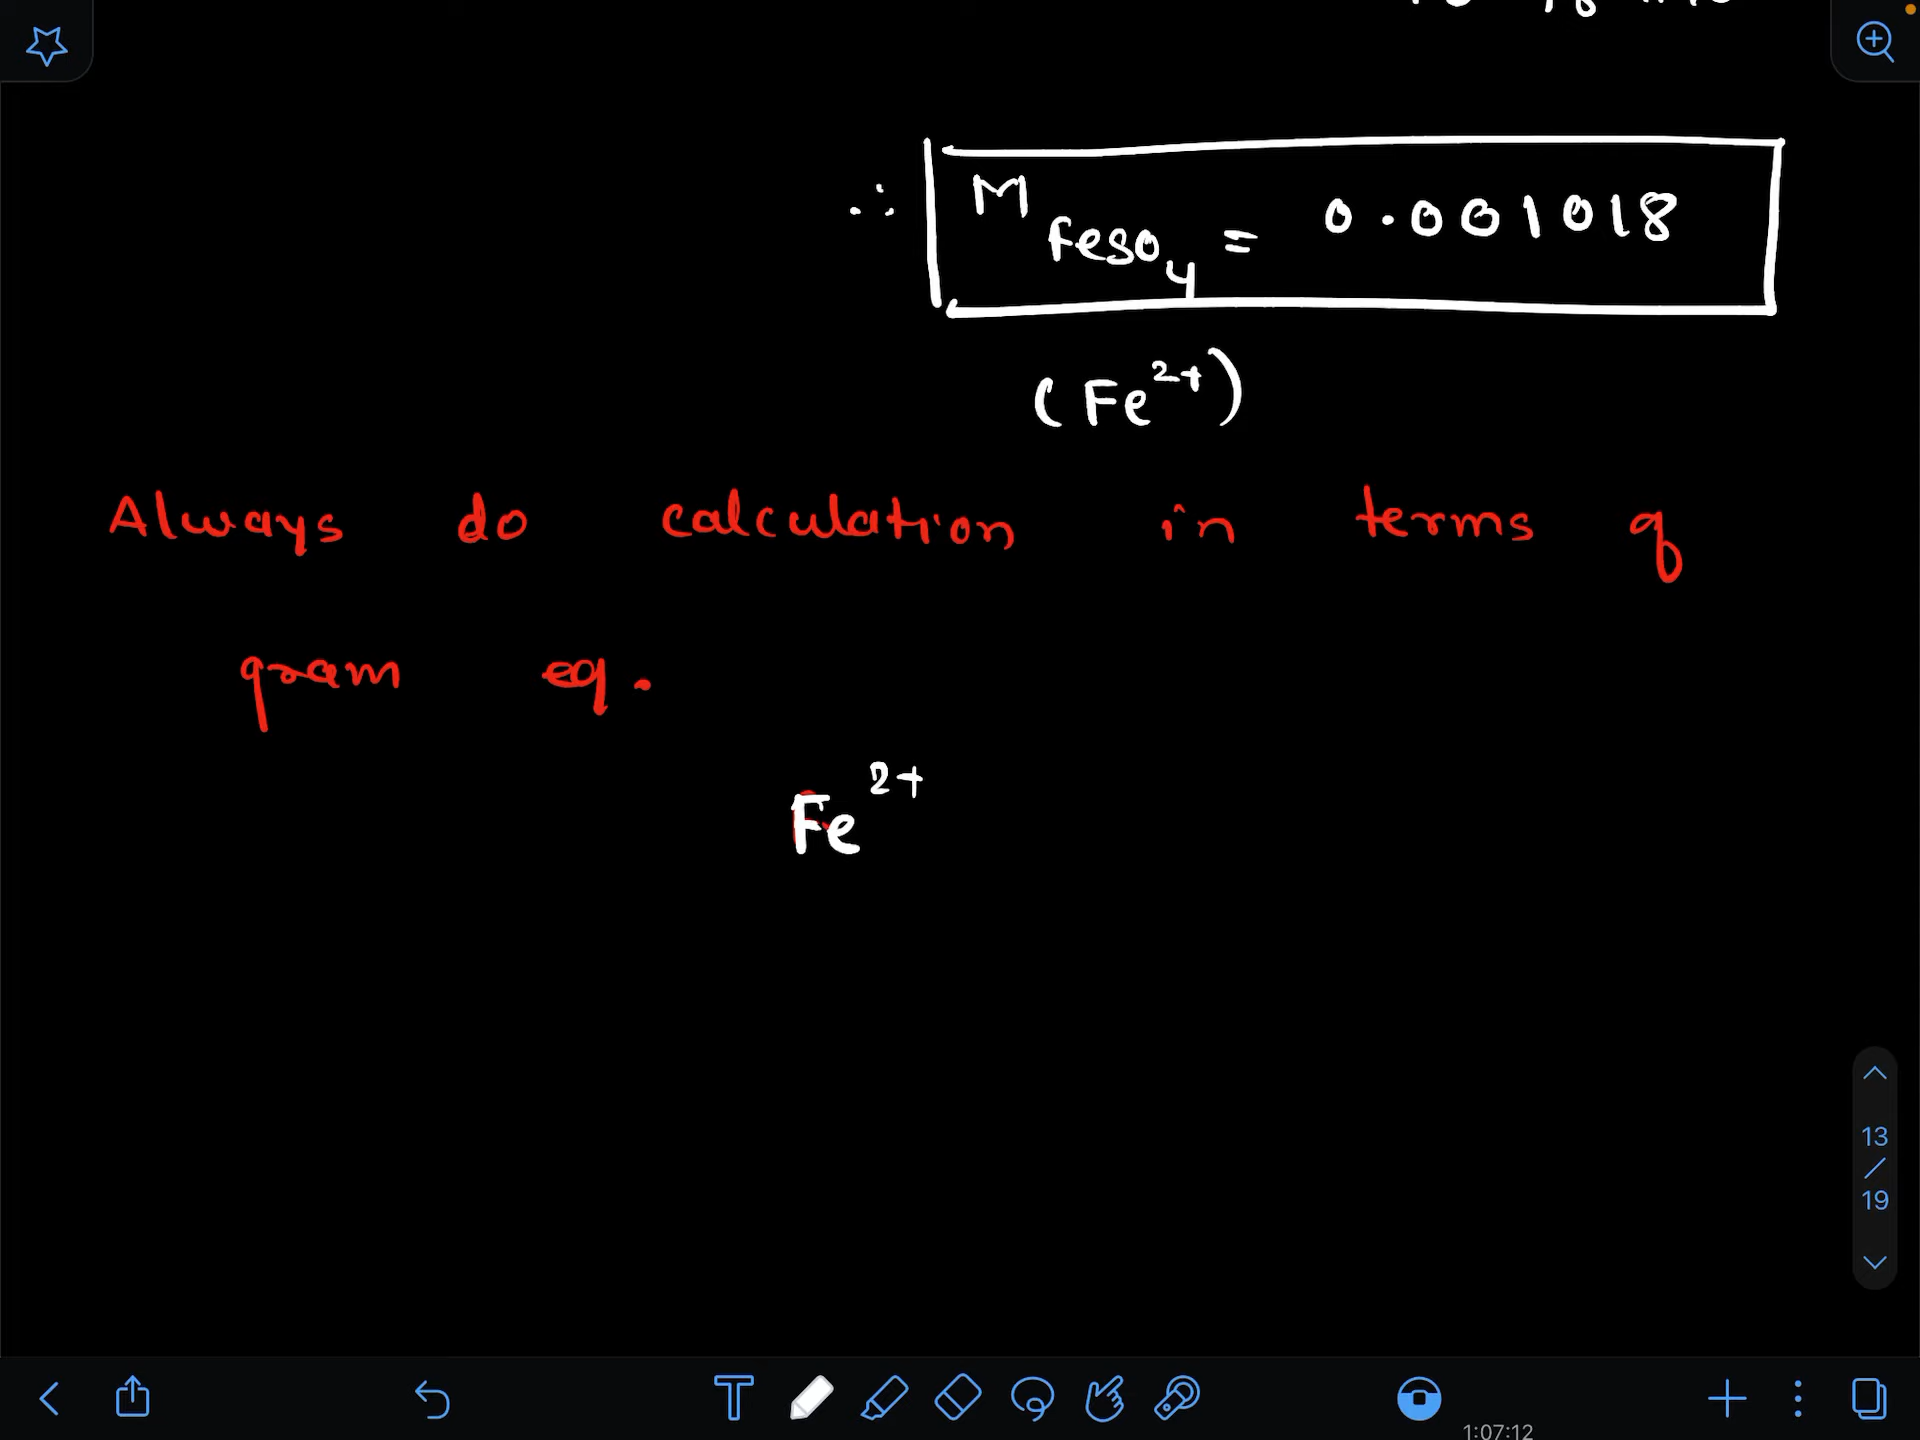 ∴ M FeSO4 = 0.001018
(Fe2+)
Always do calculation in terms of
gram eq.
Fe2+
13
/
19
1:07:12